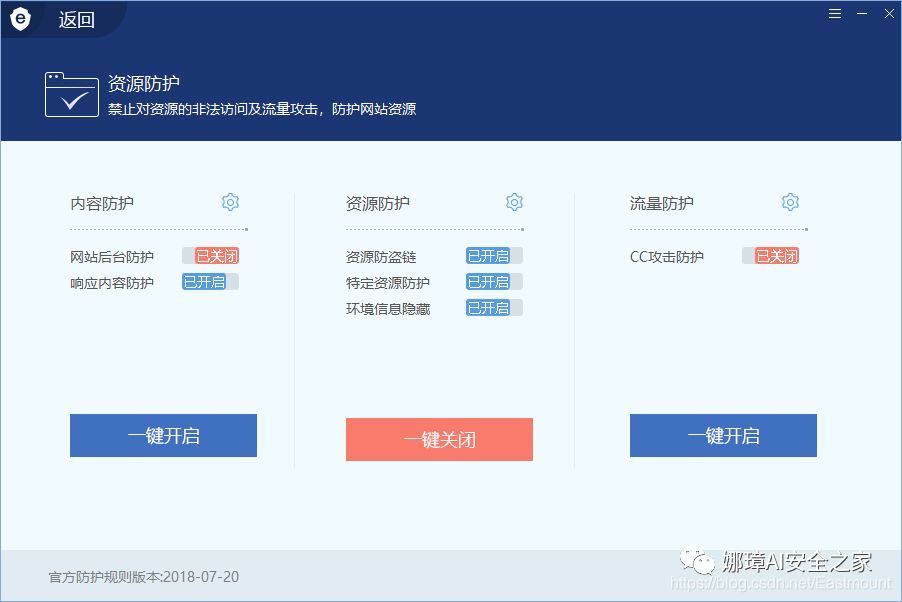 返回
资源防护
禁止对资源的非法访问及流量攻击，防护网站资源
内容防护
网站后台防护 已关闭
响应内容防护 已开启
一键开启
资源防护
资源防盗链 已开启
特定资源防护 已开启
环境信息隐藏 已开启
一键关闭
流量防护
CC攻击防护 已关闭
一键开启
官方防护规则版本:2018-07-20
娜璋AI安全之家
https://blog.csdn.net/Eastmount